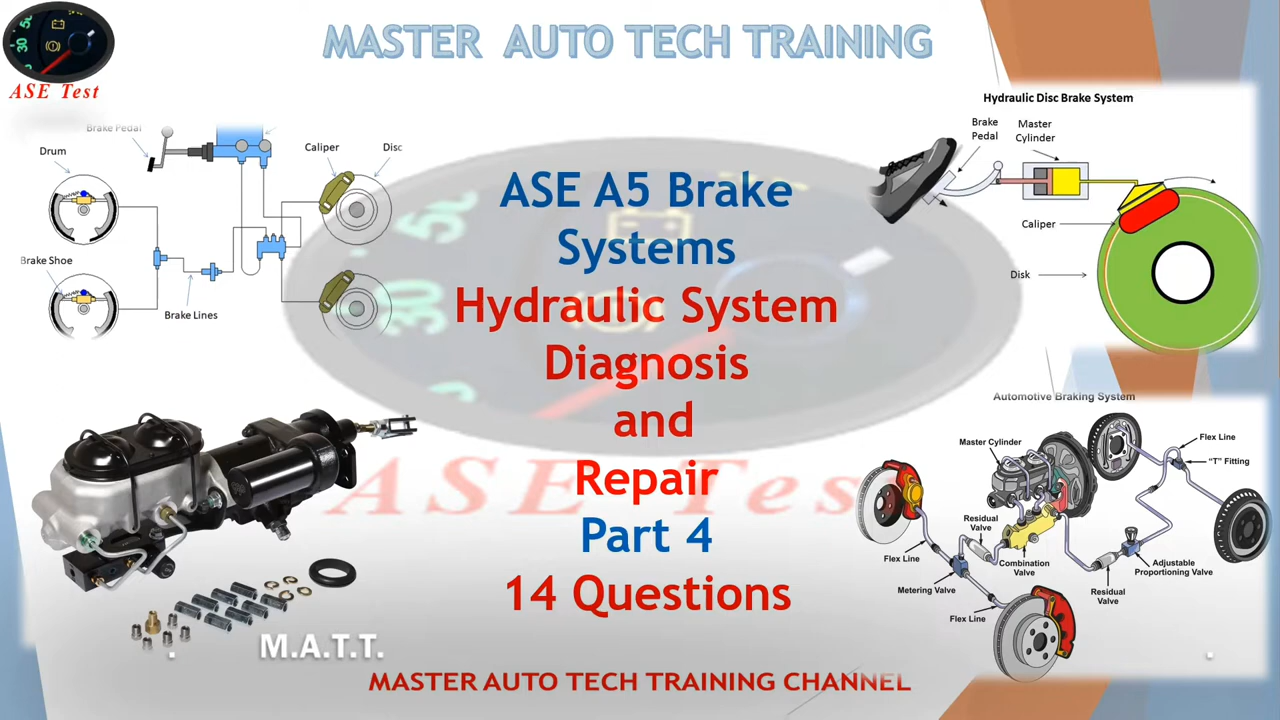 MASTER AUTO TECH TRAINING
ASE Test
Brake Pedal
Drum
Caliper
Disc
Brake Shoe
Brake Lines
Hydraulic Disc Brake System
Brake
Pedal
Master
Cylinder
Caliper
Disk
ASE A5 Brake
Systems
Hydraulic System
Diagnosis
and
Repair
Part 4
14 Questions
ASE Tes
Automotive Braking System
Master Cylinder
Flex Line
"T" Fitting
Residual
Valve
Flex Line
Combination
Valve
Adjustable
Proportioning Valve
Metering Valve
Residual
Valve
Flex Line
M.A.T.T.
MASTER AUTO TECH TRAINING CHANNEL